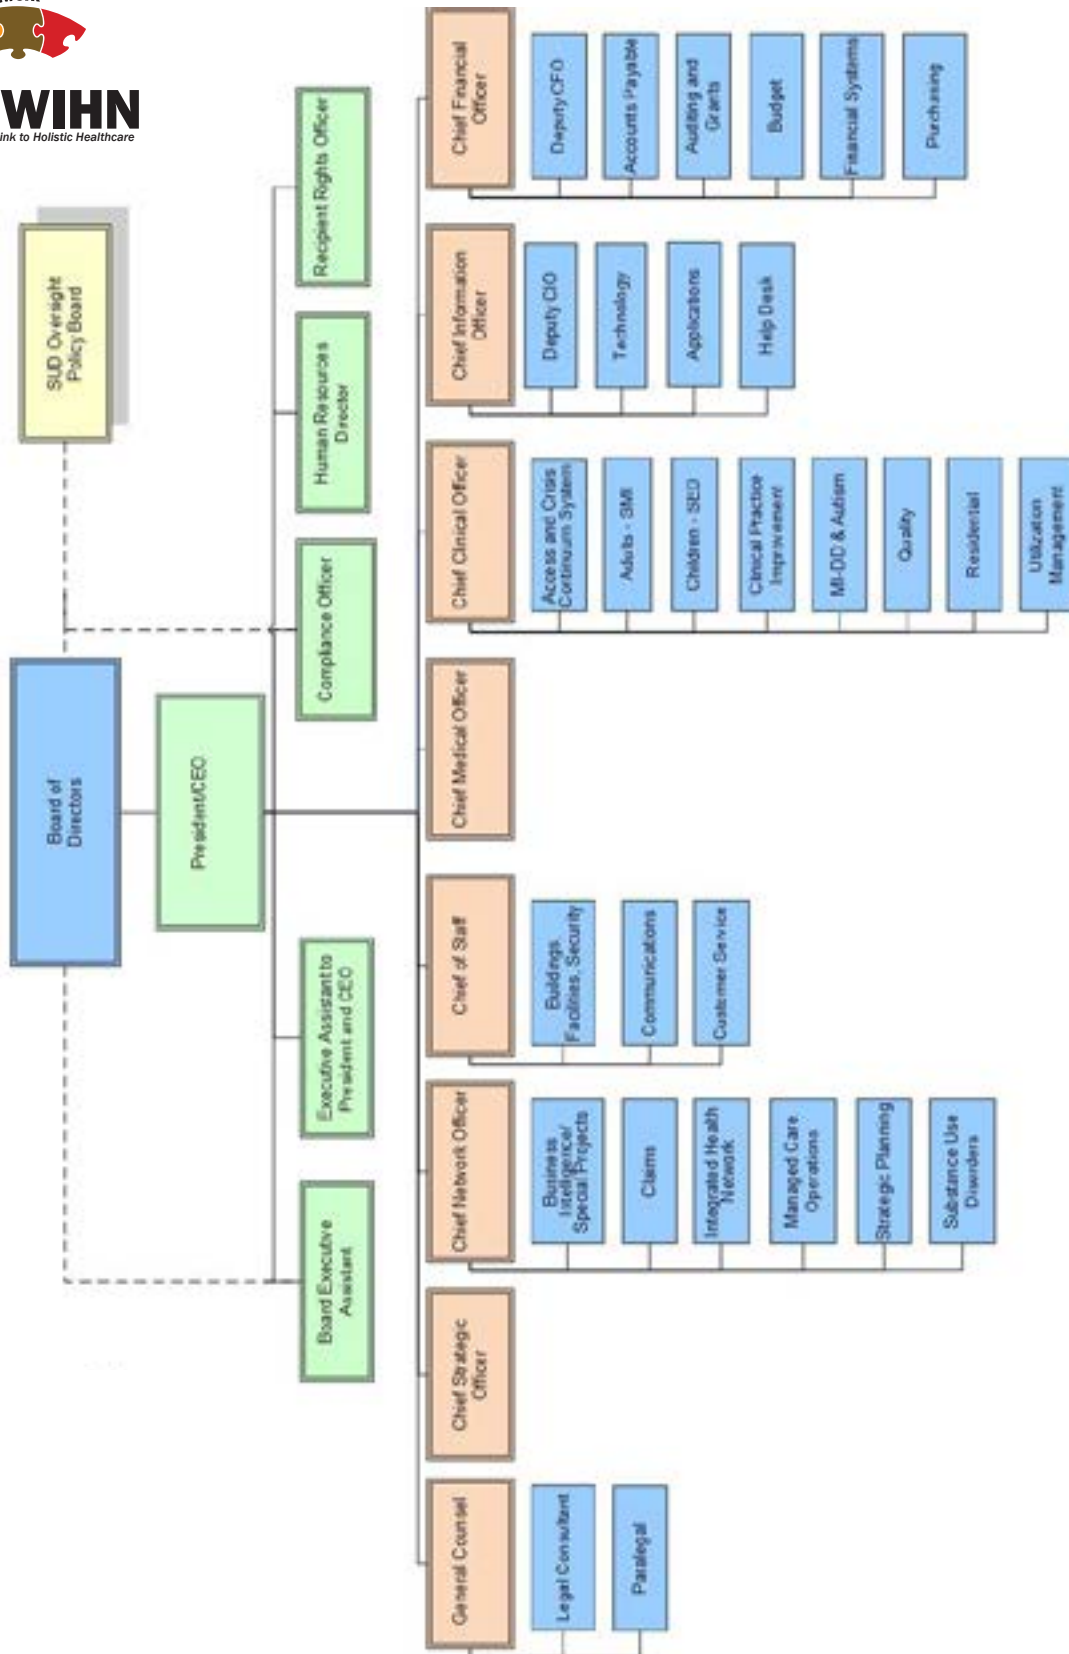 WIHN
ink to Holistic Healthcare
SUD Oversight
Policy Board
Board of
Directors
President/CEO
Board Executive
Assistant
Executive Assistant to
President and CEO
Compliance Officer
Human Resources
Director
Recipient Rights Officer
General Counsel
Legal Consultant
Paralegal
Chief Strategic
Officer
Chief Network Officer
Business
Intelligence/
Special Projects
Claims
Integrated Health
Network
Managed Care
Operations
Strategic Planning
Substance Use
Disorders
Chief of Staff
Buildings,
Facilities, Security
Communications
Customer Service
Chief Medical Officer
Chief Clinical Officer
Access and Crisis
Continuum System
Adults - SMI
Children - SED
Clinical Practice
Improvement
MI-DD & Autism
Quality
Residential
Utilization
Management
Chief Information
Officer
Deputy CIO
Technology
Applications
Help Desk
Chief Financial
Officer
Deputy CFO
Accounts Payable
Auditing and
Grants
Budget
Financial Systems
Purchasing